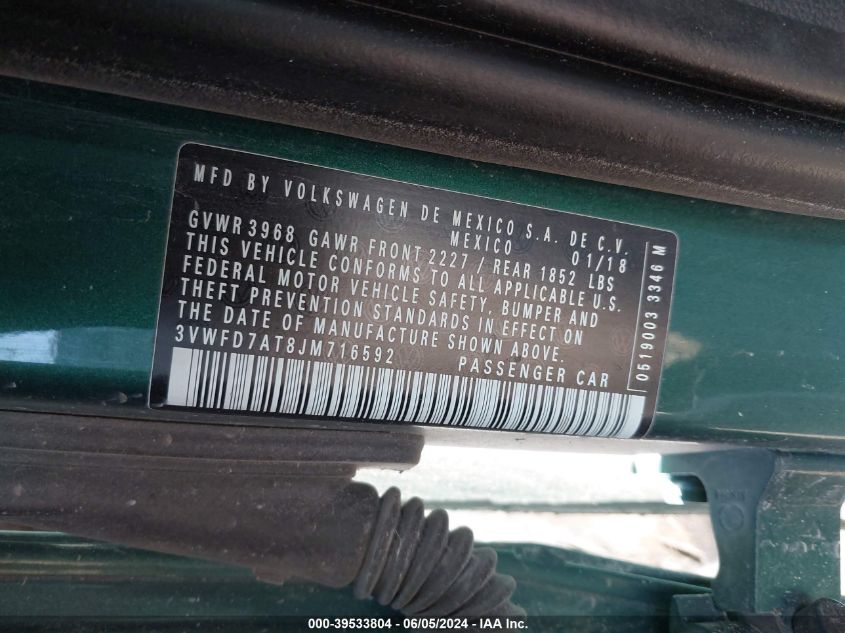 MFD BY VOLKSWAGEN DE MEXICO S.A. DE C.V.
MEXICO 01/18
GVWR 3968 GAWR FRONT 2227 / REAR 1852 LBS
THIS VEHICLE CONFORMS TO ALL APPLICABLE U.S.
FEDERAL MOTOR VEHICLE SAFETY, BUMPER AND
THEFT PREVENTION STANDARDS IN EFFECT ON
THE DATE OF MANUFACTURE SHOWN ABOVE.
3VWFD7AT8JM716592 PASSENGER CAR
0519003 3346 M
000-39533804 - 06/05/2024 - IAA Inc.